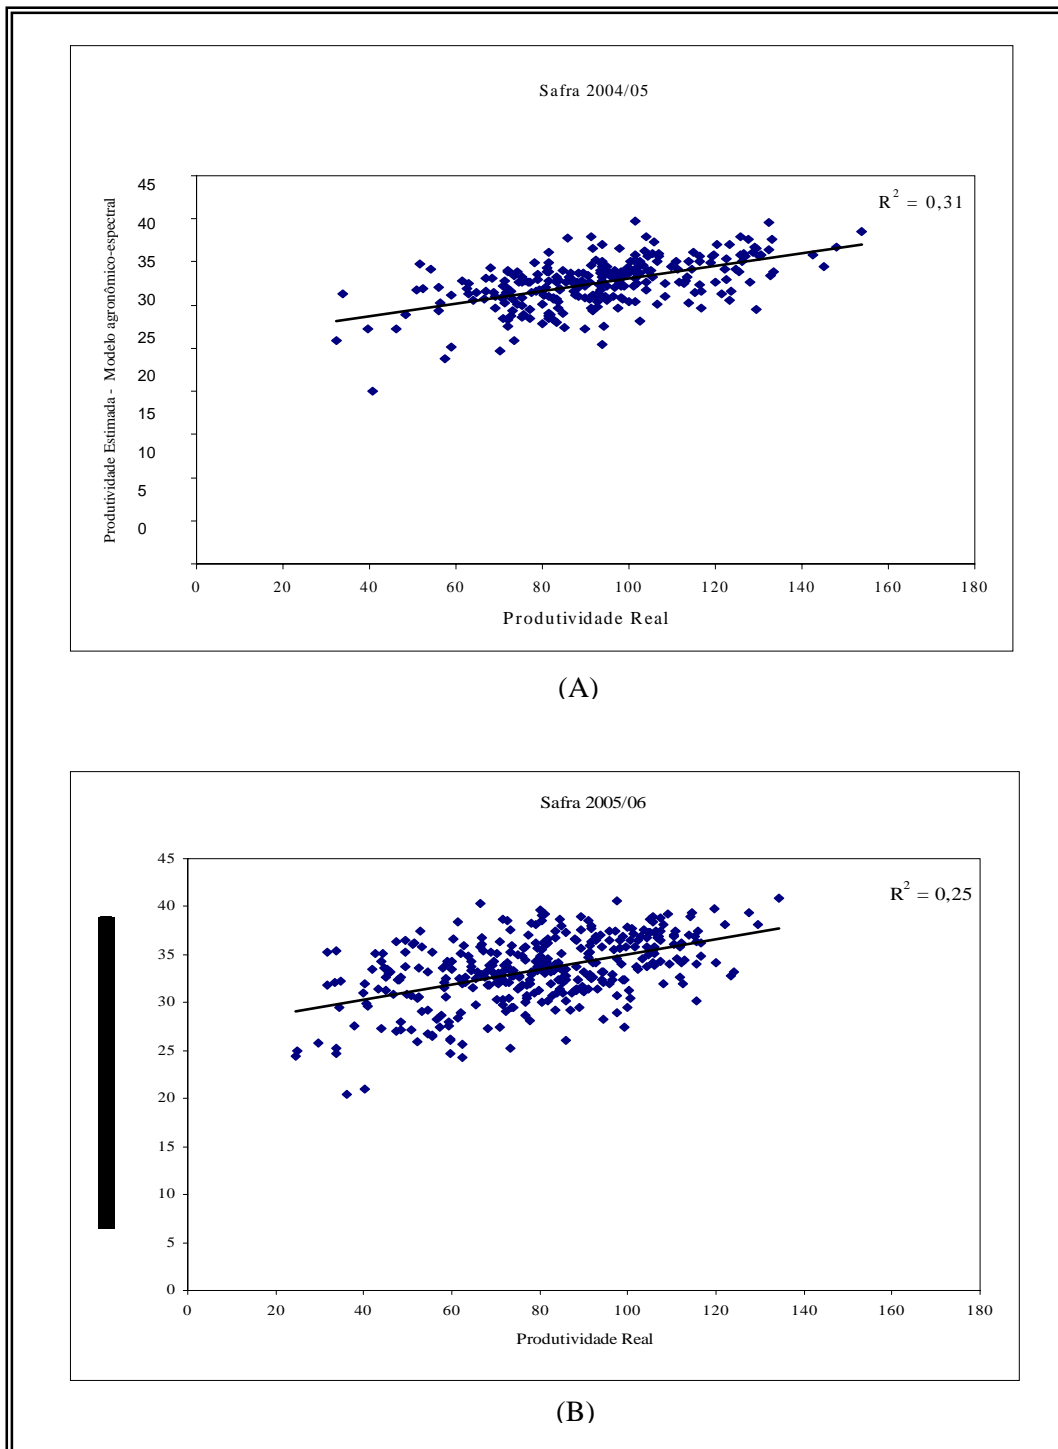 Safra 2004/05
R² = 0,31
Produtividade Estimada - Modelo agronômico-espectral
45
40
35
30
25
20
15
10
5
0
0 20 40 60 80 100 120 140 160 180
Produtividade Real
(A)
Safra 2005/06
R² = 0,25
45
40
35
30
25
20
15
10
5
0
0 20 40 60 80 100 120 140 160 180
Produtividade Real
(B)